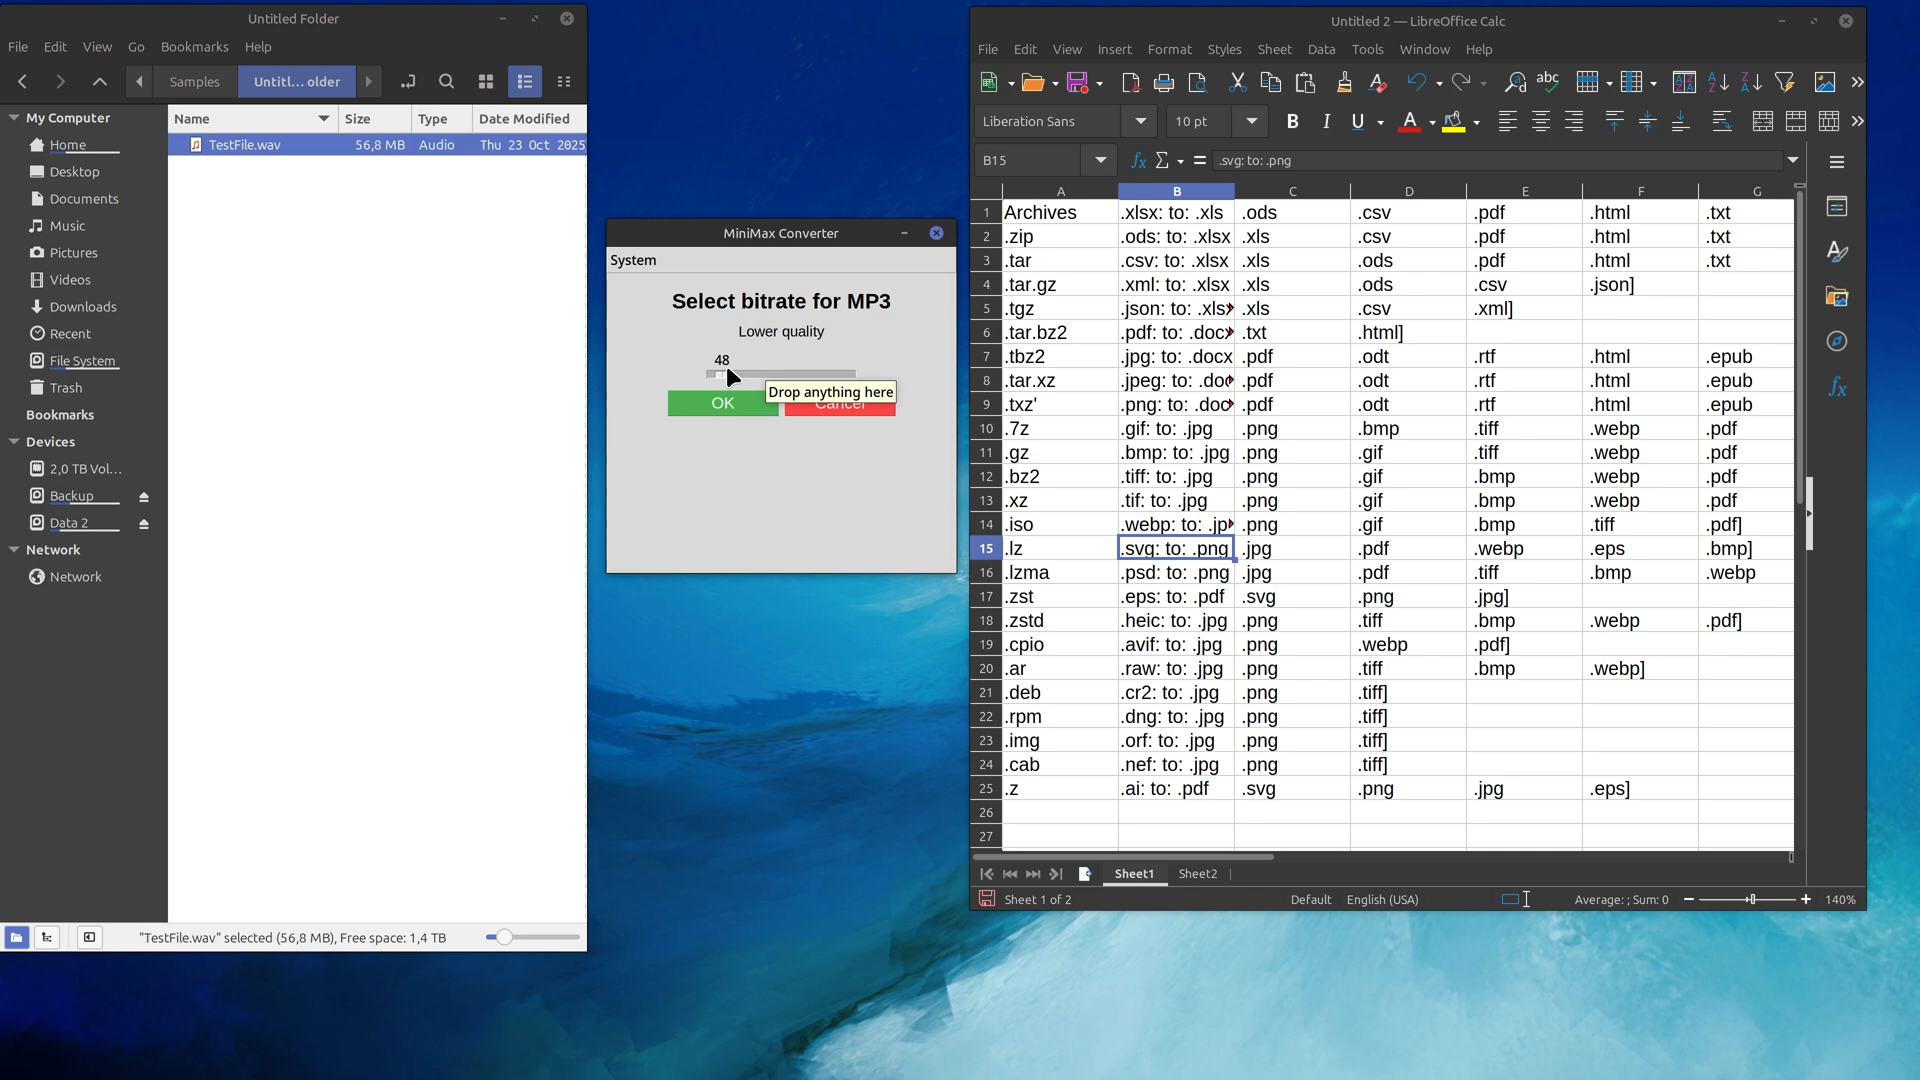 Untitled Folder
File Edit View Go Bookmarks Help
Samples Untitl... older
My Computer
Home
Desktop
Documents
Music
Pictures
Videos
Downloads
Recent
File System
Trash
Bookmarks
Devices
2,0 TB Vol...
Backup
Data 2
Network
Network
Name Size Type Date Modified
TestFile.wav 56,8 MB Audio Thu 23 Oct 2025
"TestFile.wav" selected (56,8 MB), Free space: 1,4 TB
MiniMax Converter
System
Select bitrate for MP3
Lower quality
48
Drop anything here
OK Cancel
Untitled 2 — LibreOffice Calc
File Edit View Insert Format Styles Sheet Data Tools Window Help
Liberation Sans 10 pt
B15 .svg: to: .png
A B C D E F G
1 Archives .xlsx: to: .xls .ods .csv .pdf .html .txt
2 .zip .ods: to: .xlsx .xls .csv .pdf .html .txt
3 .tar .csv: to: .xlsx .xls .ods .pdf .html .txt
4 .tar.gz .xml: to: .xlsx .xls .ods .csv .json]
5 .tgz .json: to: .xlsx .xls .csv .xml]
6 .tar.bz2 .pdf: to: .docx .txt .html]
7 .tbz2 .jpg: to: .docx .pdf .odt .rtf .html .epub
8 .tar.xz .jpeg: to: .doc .pdf .odt .rtf .html .epub
9 .txz' .png: to: .doc .pdf .odt .rtf .html .epub
10 .7z .gif: to: .jpg .png .bmp .tiff .webp .pdf
11 .gz .bmp: to: .jpg .png .gif .tiff .webp .pdf
12 .bz2 .tiff: to: .jpg .png .gif .bmp .webp .pdf
13 .xz .tif: to: .jpg .png .gif .bmp .webp .pdf
14 .iso .webp: to: .jp .png .gif .bmp .tiff .pdf]
15 .lz .svg: to: .png .jpg .pdf .webp .eps .bmp]
16 .lzma .psd: to: .png .jpg .pdf .tiff .bmp .webp
17 .zst .eps: to: .pdf .svg .png .jpg]
18 .zstd .heic: to: .jpg .png .tiff .bmp .webp .pdf]
19 .cpio .avif: to: .jpg .png .webp .pdf]
20 .ar .raw: to: .jpg .png .tiff .bmp .webp]
21 .deb .cr2: to: .jpg .png .tiff]
22 .rpm .dng: to: .jpg .png .tiff]
23 .img .orf: to: .jpg .png .tiff]
24 .cab .nef: to: .jpg .png .tiff]
25 .z .ai: to: .pdf .svg .png .jpg .eps]
26
27
Sheet1 Sheet2
Sheet 1 of 2 Default English (USA) Average: ; Sum: 0 140%